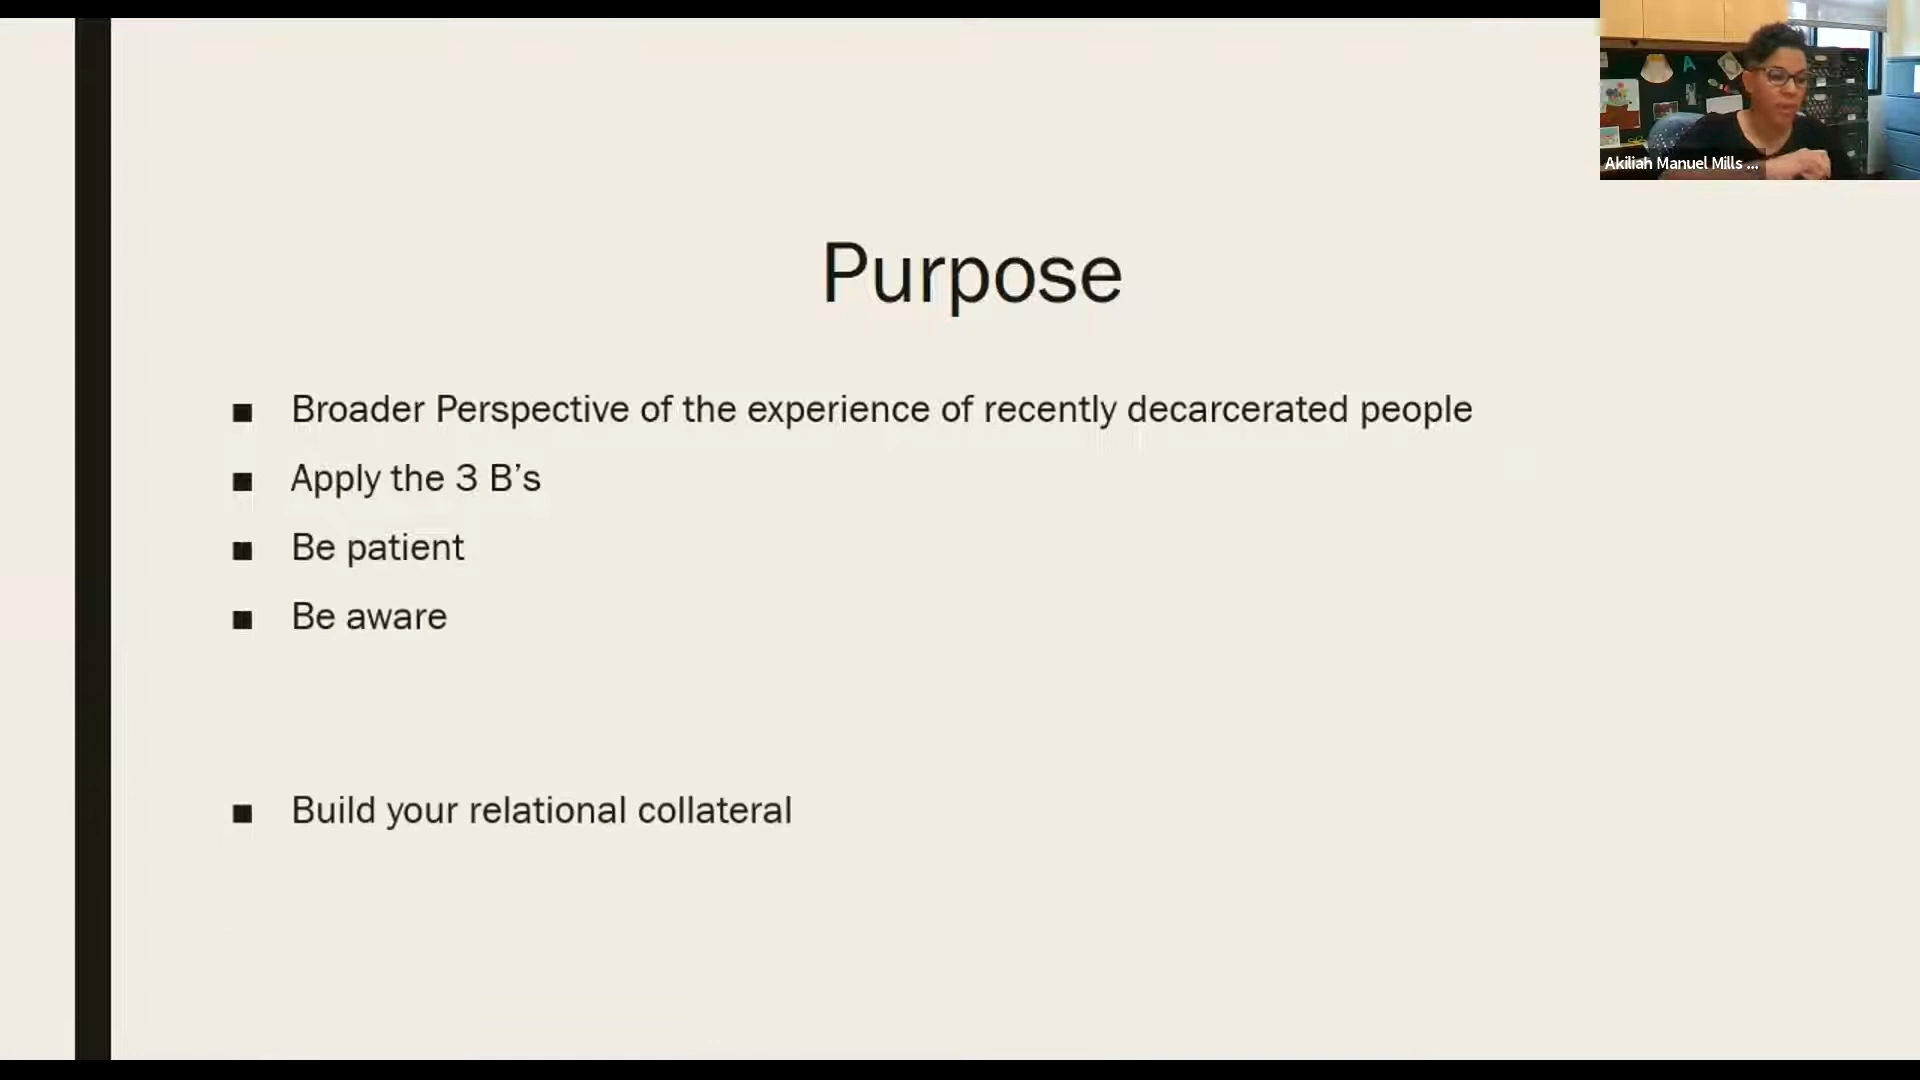 Akiliah Manuel Mills ...
Purpose
■ Broader Perspective of the experience of recently decarcerated people
■ Apply the 3 B’s
■ Be patient
■ Be aware
■ Build your relational collateral